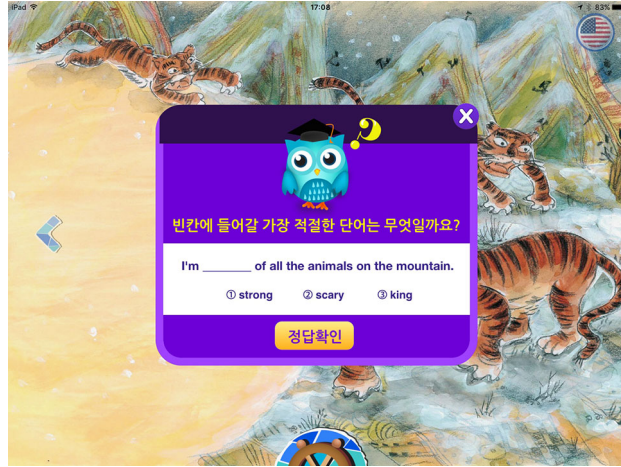 iPad 17:08 83%
빈칸에 들어갈 가장 적절한 단어는 무엇일까요?
I'm ________ of all the animals on the mountain.
① strong ② scary ③ king
정답확인